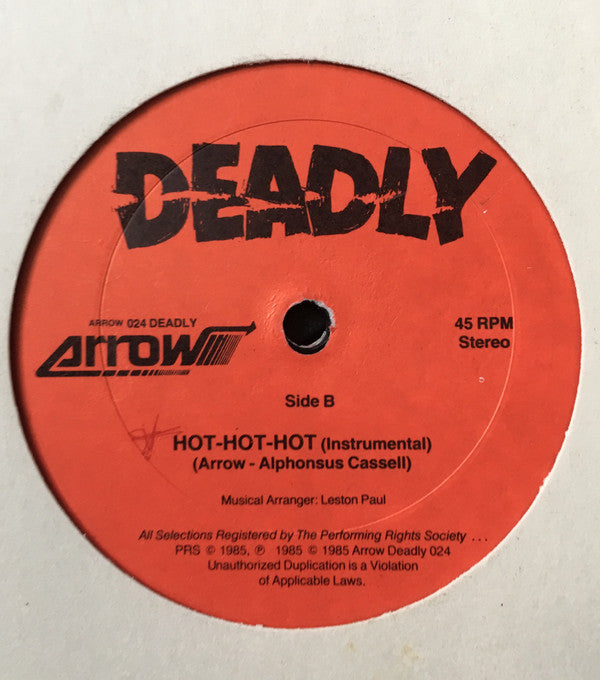 DEADLY
ARROW 024 DEADLY
arrow
45 RPM
Stereo
Side B
HOT-HOT-HOT (Instrumental)
(Arrow - Alphonsus Cassell)
Musical Arranger: Leston Paul
All Selections Registered by The Performing Rights Society . . .
PRS © 1985, ℗ 1985 © 1985 Arrow Deadly 024
Unauthorized Duplication is a Violation
of Applicable Laws.